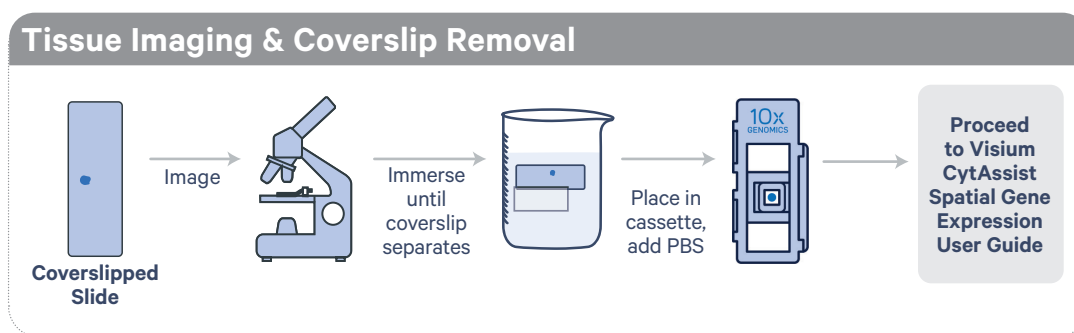 Tissue Imaging & Coverslip Removal
Coverslipped
Slide
Image
Immerse
until
coverslip
separates
Place in
cassette,
add PBS
10x
GENOMICS
Proceed
to Visium
CytAssist
Spatial Gene
Expression
User Guide